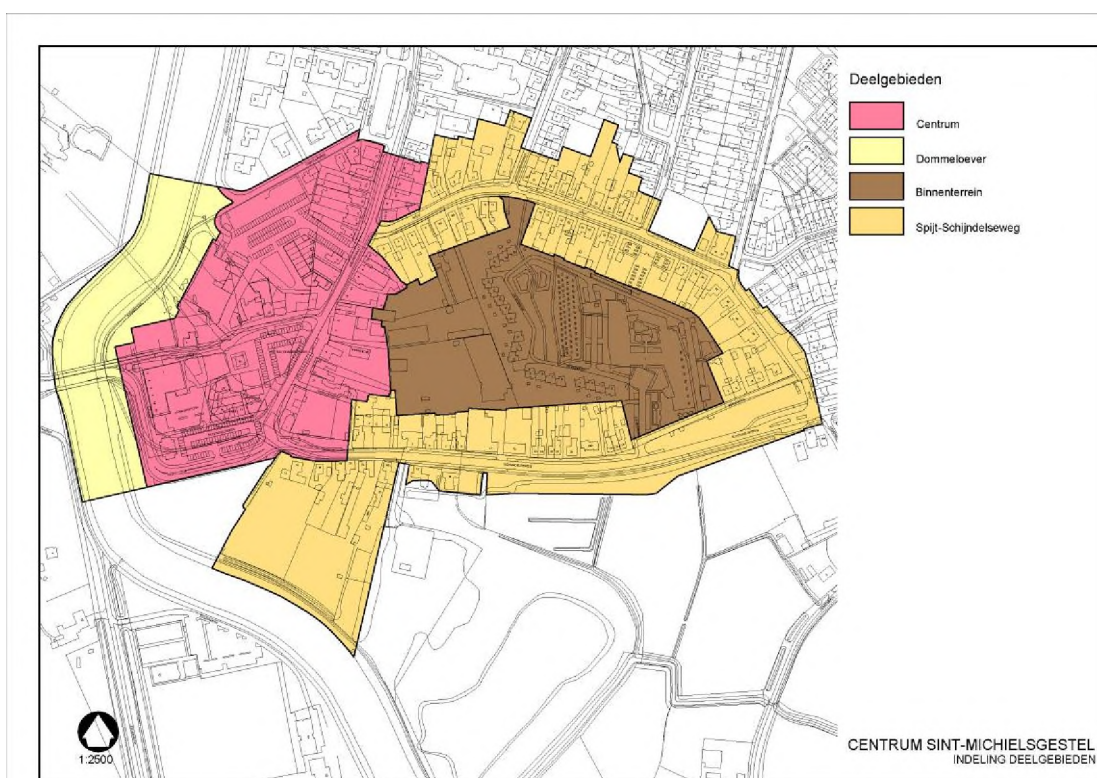 Deelgebieden
Centrum
Dommeloever
Binnenterrein
Spijt-Schijndelseweg
1:2500
CENTRUM SINT-MICHIELSGESTEL
INDELING DEELGEBIEDEN